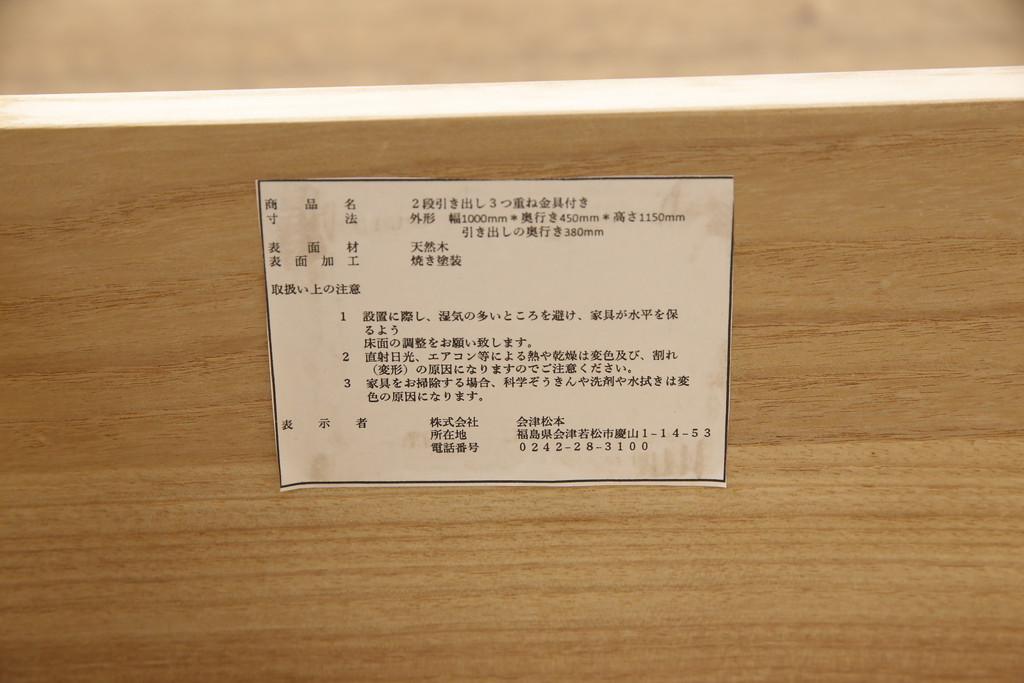 商品名 2段引き出し3つ重ね金具付き
寸法 外形 幅1000mm＊奥行き450mm＊高さ1150mm
引き出しの奥行き380mm
表面材 天然木
表面加工 焼き塗装
取扱い上の注意
1 設置に際し、湿気の多いところを避け、家具が水平を保
るよう
床面の調整をお願い致します。
2 直射日光、エアコン等による熱や乾燥は変色及び、割れ
（変形）の原因になりますのでご注意ください。
3 家具をお掃除する場合、科学ぞうきんや洗剤や水拭きは変
色の原因になります。
表示者 株式会社 会津松本
所在地 福島県会津若松市慶山1-14-53
電話番号 0242-28-3100